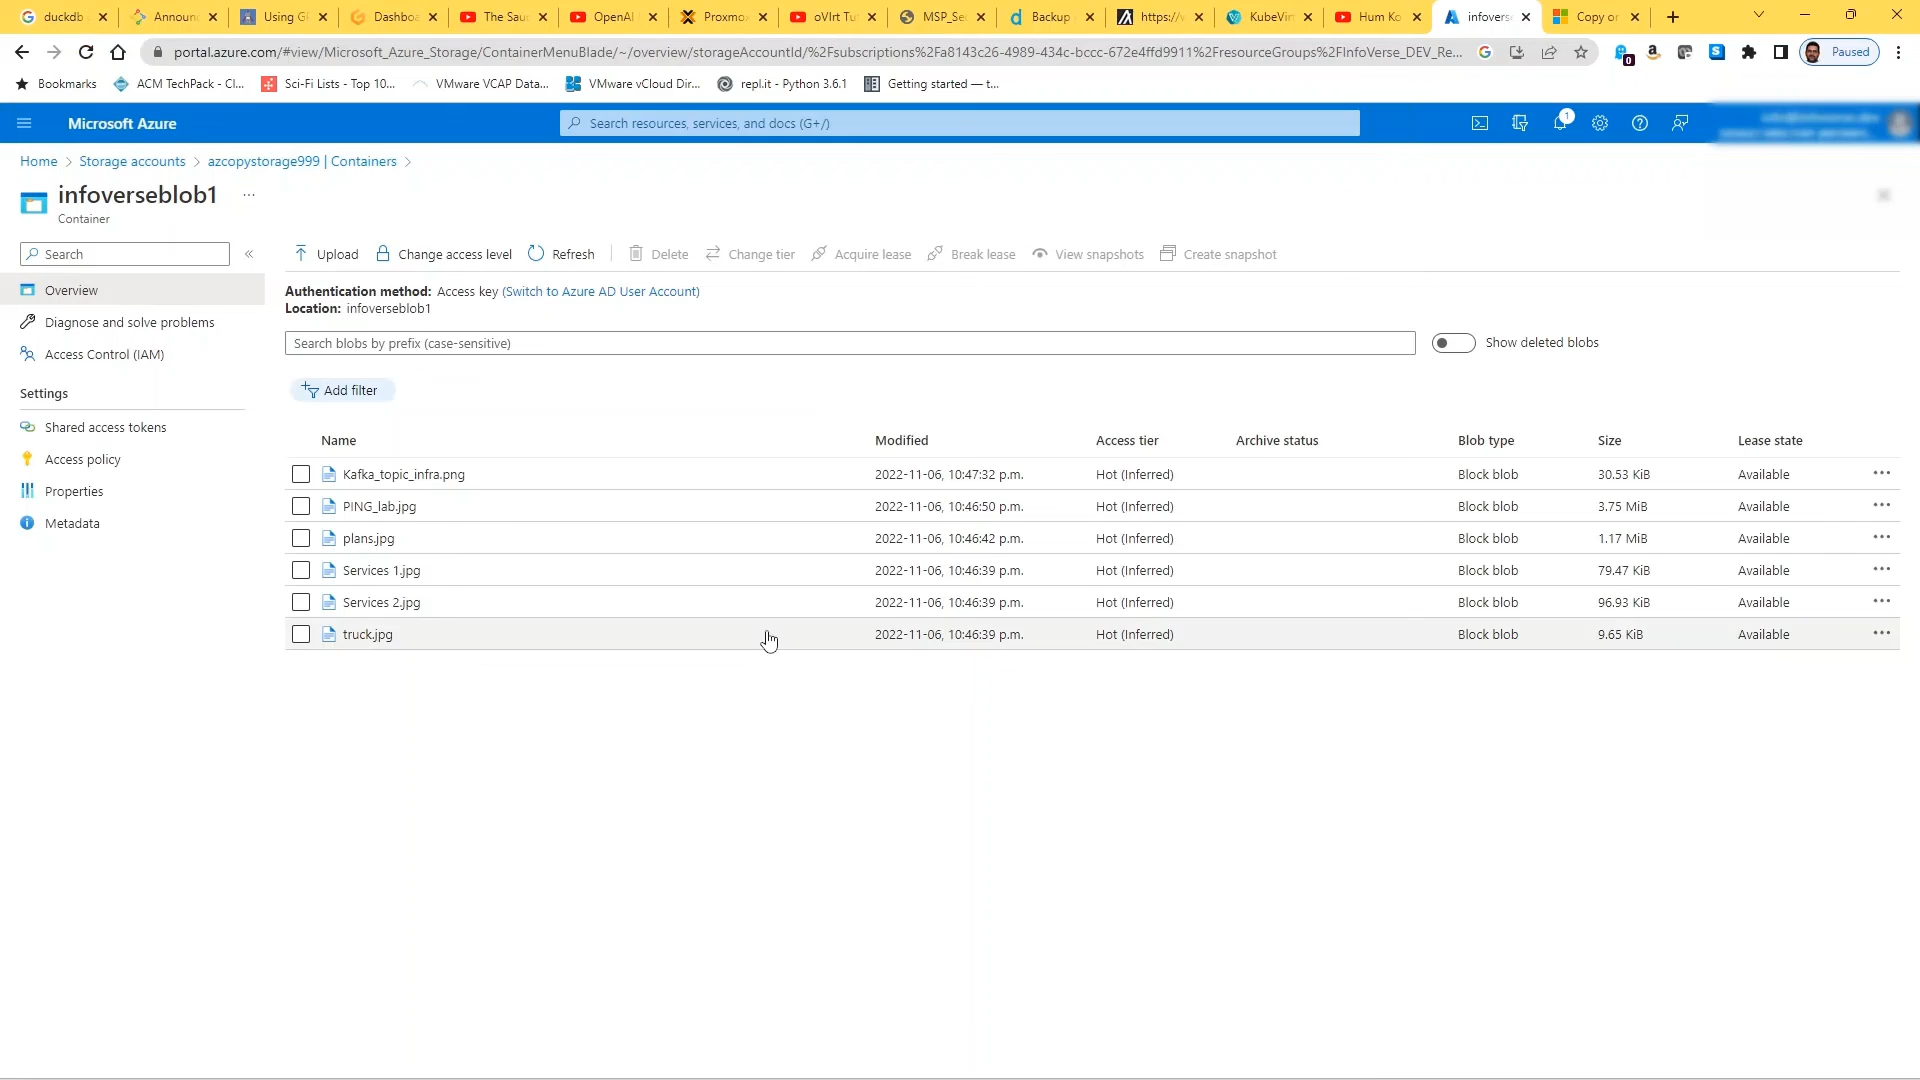 duckdb
Announc
Using G
Dashboa
The Sau
OpenAI
Proxmox
oVirt Tu
MSP_Se
Backup
https://v
KubeVir
Hum Ko
infoverse
Copy or
portal.azure.com/#view/Microsoft_Azure_Storage/ContainerMenuBlade/~/overview/storageAccountId/%2Fsubscriptions%2Fa8143c26-4989-434c-bccc-672e4ffd9911%2FresourceGroups%2FInfoVerse_DEV_Re...
0
Paused
Bookmarks
ACM TechPack - Cl...
Sci-Fi Lists - Top 10...
VMware VCAP Data...
VMware vCloud Dir...
repl.it - Python 3.6.1
Getting started — t...
Microsoft Azure
Search resources, services, and docs (G+/)
1
Home > Storage accounts > azcopystorage999 | Containers >
infoverseblob1 ...
Container
Search
Upload
Change access level
Refresh
Delete
Change tier
Acquire lease
Break lease
View snapshots
Create snapshot
Overview
Diagnose and solve problems
Access Control (IAM)
Settings
Shared access tokens
Access policy
Properties
Metadata
Authentication method: Access key (Switch to Azure AD User Account)
Location: infoverseblob1
Search blobs by prefix (case-sensitive)
Show deleted blobs
Add filter
Name Modified Access tier Archive status Blob type Size Lease state
Kafka_topic_infra.png 2022-11-06, 10:47:32 p.m. Hot (Inferred) Block blob 30.53 KiB Available
PING_lab.jpg 2022-11-06, 10:46:50 p.m. Hot (Inferred) Block blob 3.75 MiB Available
plans.jpg 2022-11-06, 10:46:42 p.m. Hot (Inferred) Block blob 1.17 MiB Available
Services 1.jpg 2022-11-06, 10:46:39 p.m. Hot (Inferred) Block blob 79.47 KiB Available
Services 2.jpg 2022-11-06, 10:46:39 p.m. Hot (Inferred) Block blob 96.93 KiB Available
truck.jpg 2022-11-06, 10:46:39 p.m. Hot (Inferred) Block blob 9.65 KiB Available